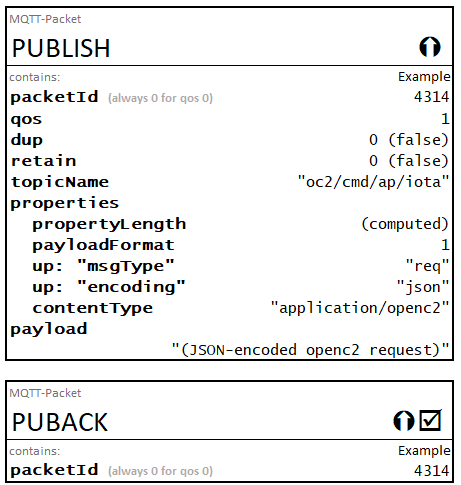 MQTT-Packet
PUBLISH
contains: Example
packetId (always 0 for qos 0) 4314
qos 1
dup 0 (false)
retain 0 (false)
topicName "oc2/cmd/ap/iota"
properties
propertyLength (computed)
payloadFormat 1
up: "msgType" "req"
up: "encoding" "json"
contentType "application/openc2"
payload
"(JSON-encoded openc2 request)"
MQTT-Packet
PUBACK
contains: Example
packetId (always 0 for qos 0) 4314